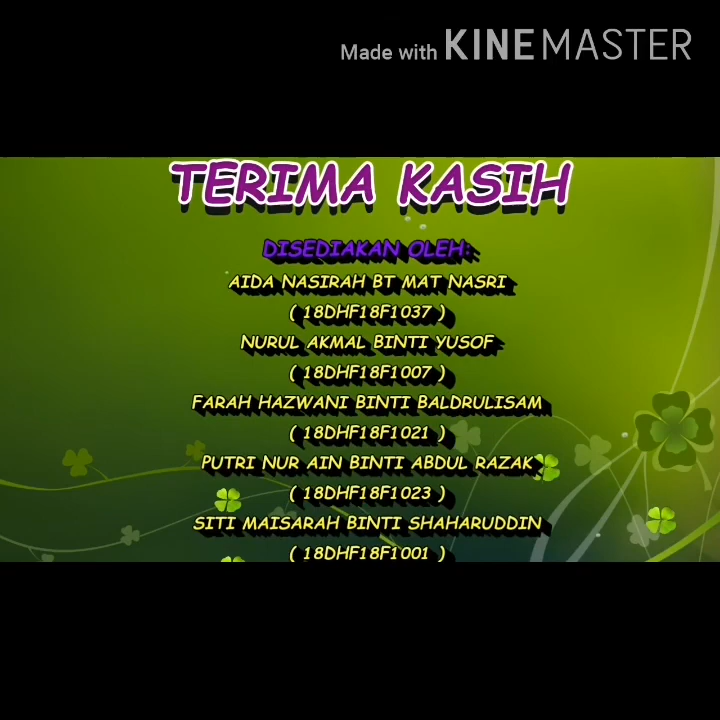 Made with KINEMASTER
TERIMA KASIH
DISEDIAKAN OLEH:
AIDA NASIRAH BT MAT NASRI
( 18DHF18F1037 )
NURUL AKMAL BINTI YUSOF
( 18DHF18F1007 )
FARAH HAZWANI BINTI BALDRULISAM
( 18DHF18F1021 )
PUTRI NUR AIN BINTI ABDUL RAZAK
( 18DHF18F1023 )
SITI MAISARAH BINTI SHAHARUDDIN
( 18DHF18F1001 )